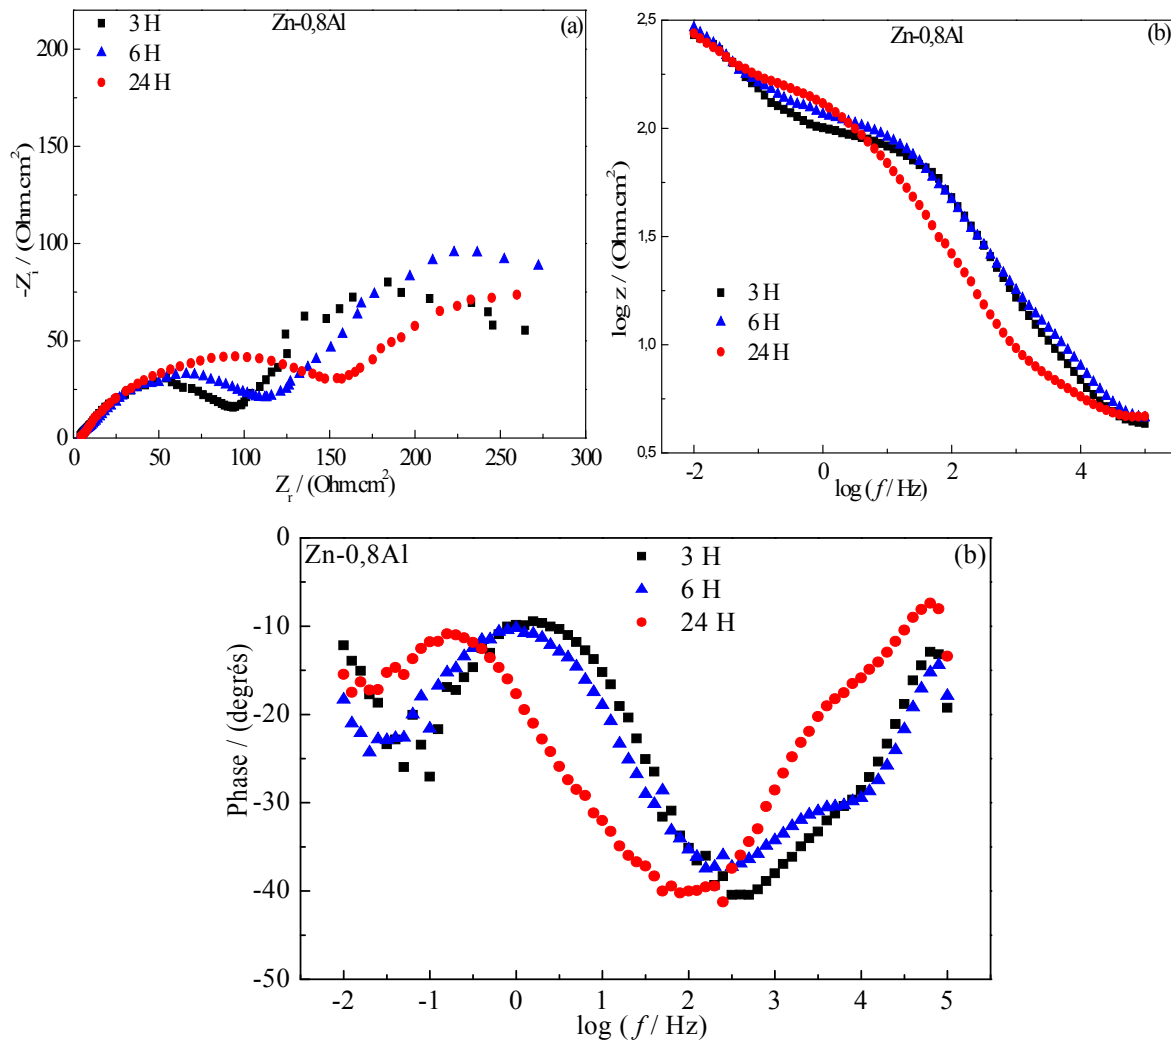 Zn-0,8Al
(a)
3 H
6 H
24 H
200
150
100
50
0
-Z_i / (Ohm.cm²)
0 50 100 150 200 250 300
Z_r / (Ohm.cm²)
Zn-0,8Al
(b)
2,5
2,0
1,5
1,0
0,5
log z / (Ohm.cm²)
3 H
6 H
24 H
-2 0 2 4
log (f / Hz)
Zn-0,8Al
(b)
3 H
6 H
24 H
0
-10
-20
-30
-40
-50
Phase / (degrés)
-2 -1 0 1 2 3 4 5
log (f / Hz)